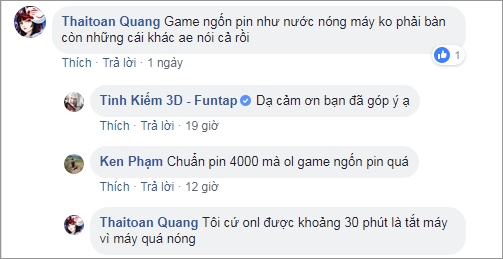 Thaitoan Quang Game ngốn pin như nước nóng máy ko phải bàn
còn những cái khác ae nói cả rồi
1
Thích · Trả lời · 1 ngày
Tình Kiếm 3D - Funtap Dạ cảm ơn bạn đã góp ý ạ
Thích · Trả lời · 19 giờ
Ken Phạm Chuẩn pin 4000 mà ol game ngốn pin quá
Thích · Trả lời · 12 giờ
Thaitoan Quang Tôi cứ onl được khoảng 30 phút là tắt máy
vì máy quá nóng